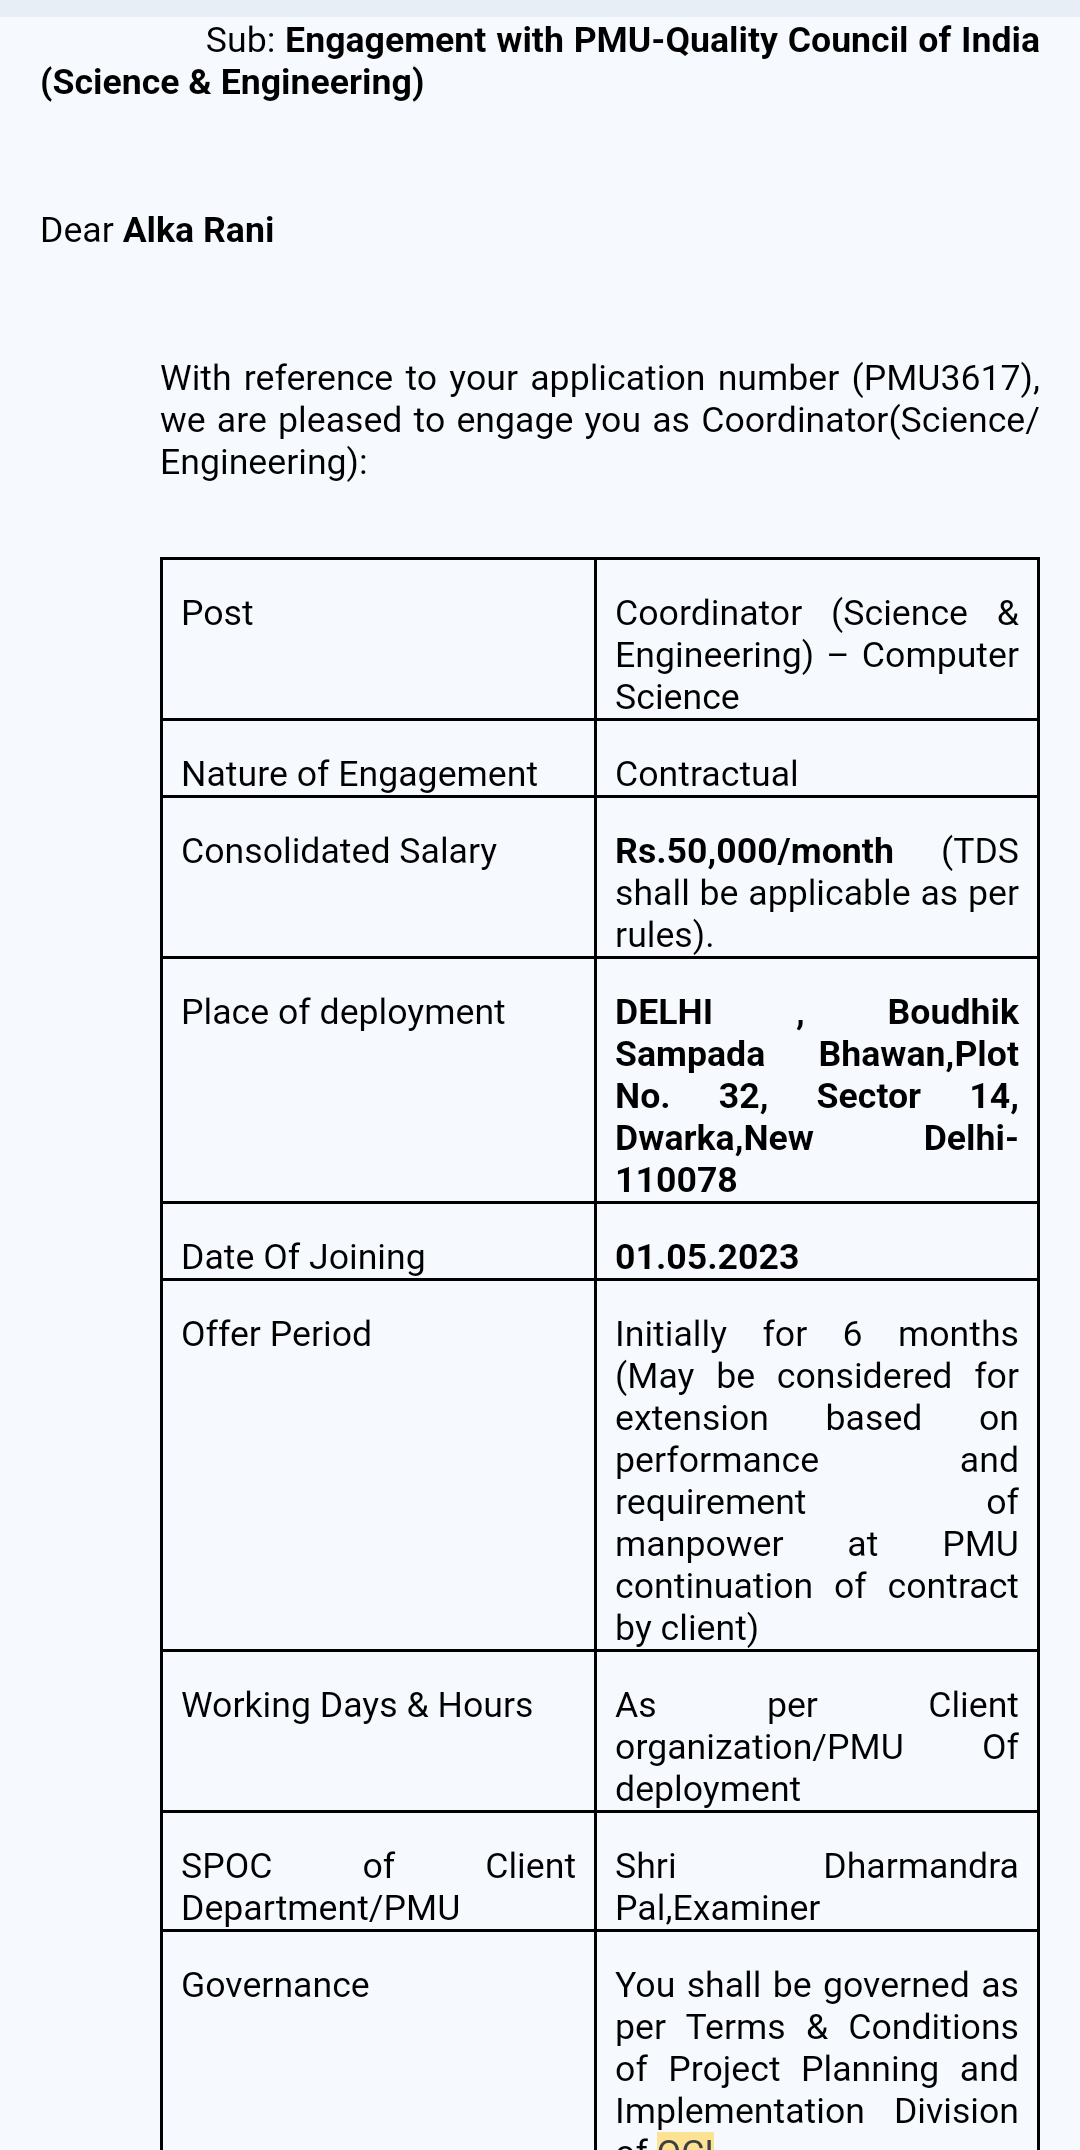 Sub: Engagement with PMU-Quality Council of India
(Science & Engineering)
Dear Alka Rani
With reference to your application number (PMU3617),
we are pleased to engage you as Coordinator(Science/
Engineering):
Post
Coordinator (Science &
Engineering) – Computer
Science
Nature of Engagement
Contractual
Consolidated Salary
Rs.50,000/month (TDS
shall be applicable as per
rules).
Place of deployment
DELHI , Boudhik
Sampada Bhawan,Plot
No. 32, Sector 14,
Dwarka,New Delhi-
110078
Date Of Joining
01.05.2023
Offer Period
Initially for 6 months
(May be considered for
extension based on
performance and
requirement of
manpower at PMU
continuation of contract
by client)
Working Days & Hours
As per Client
organization/PMU Of
deployment
SPOC of Client
Department/PMU
Shri Dharmandra
Pal,Examiner
Governance
You shall be governed as
per Terms & Conditions
of Project Planning and
Implementation Division
of